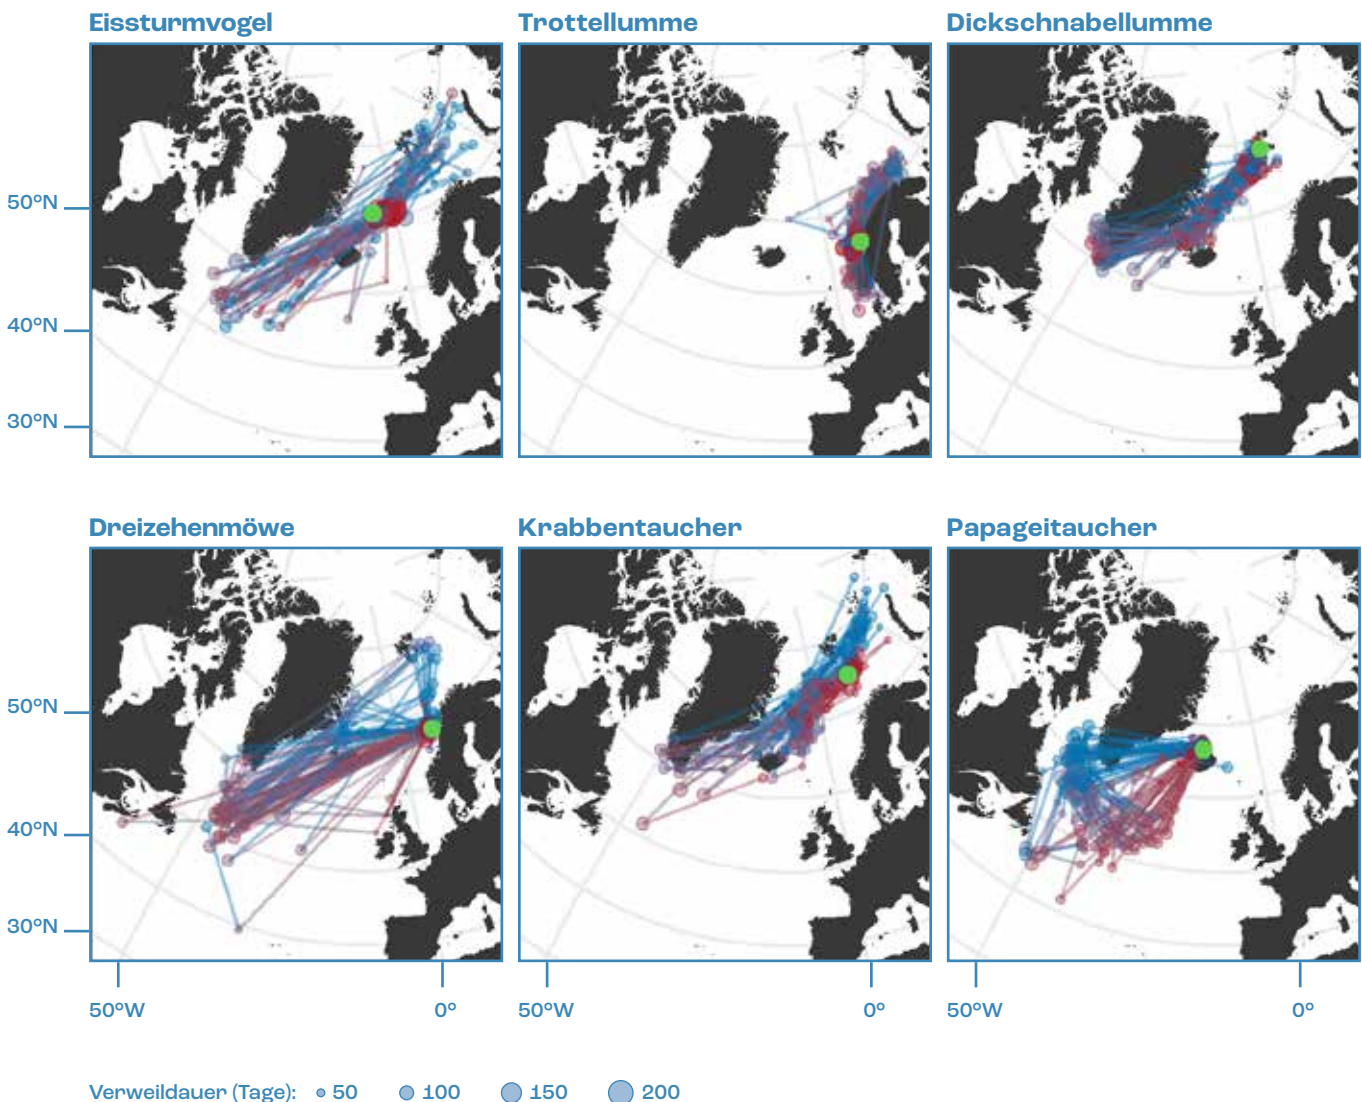 Eissturmvogel Trottellumme Dickschnabellumme
50°N
40°N
30°N
Dreizehenmöwe Krabbentaucher Papageitaucher
50°N
40°N
30°N
50°W 0° 50°W 0° 50°W 0°
Verweildauer (Tage): 50 100 150 200